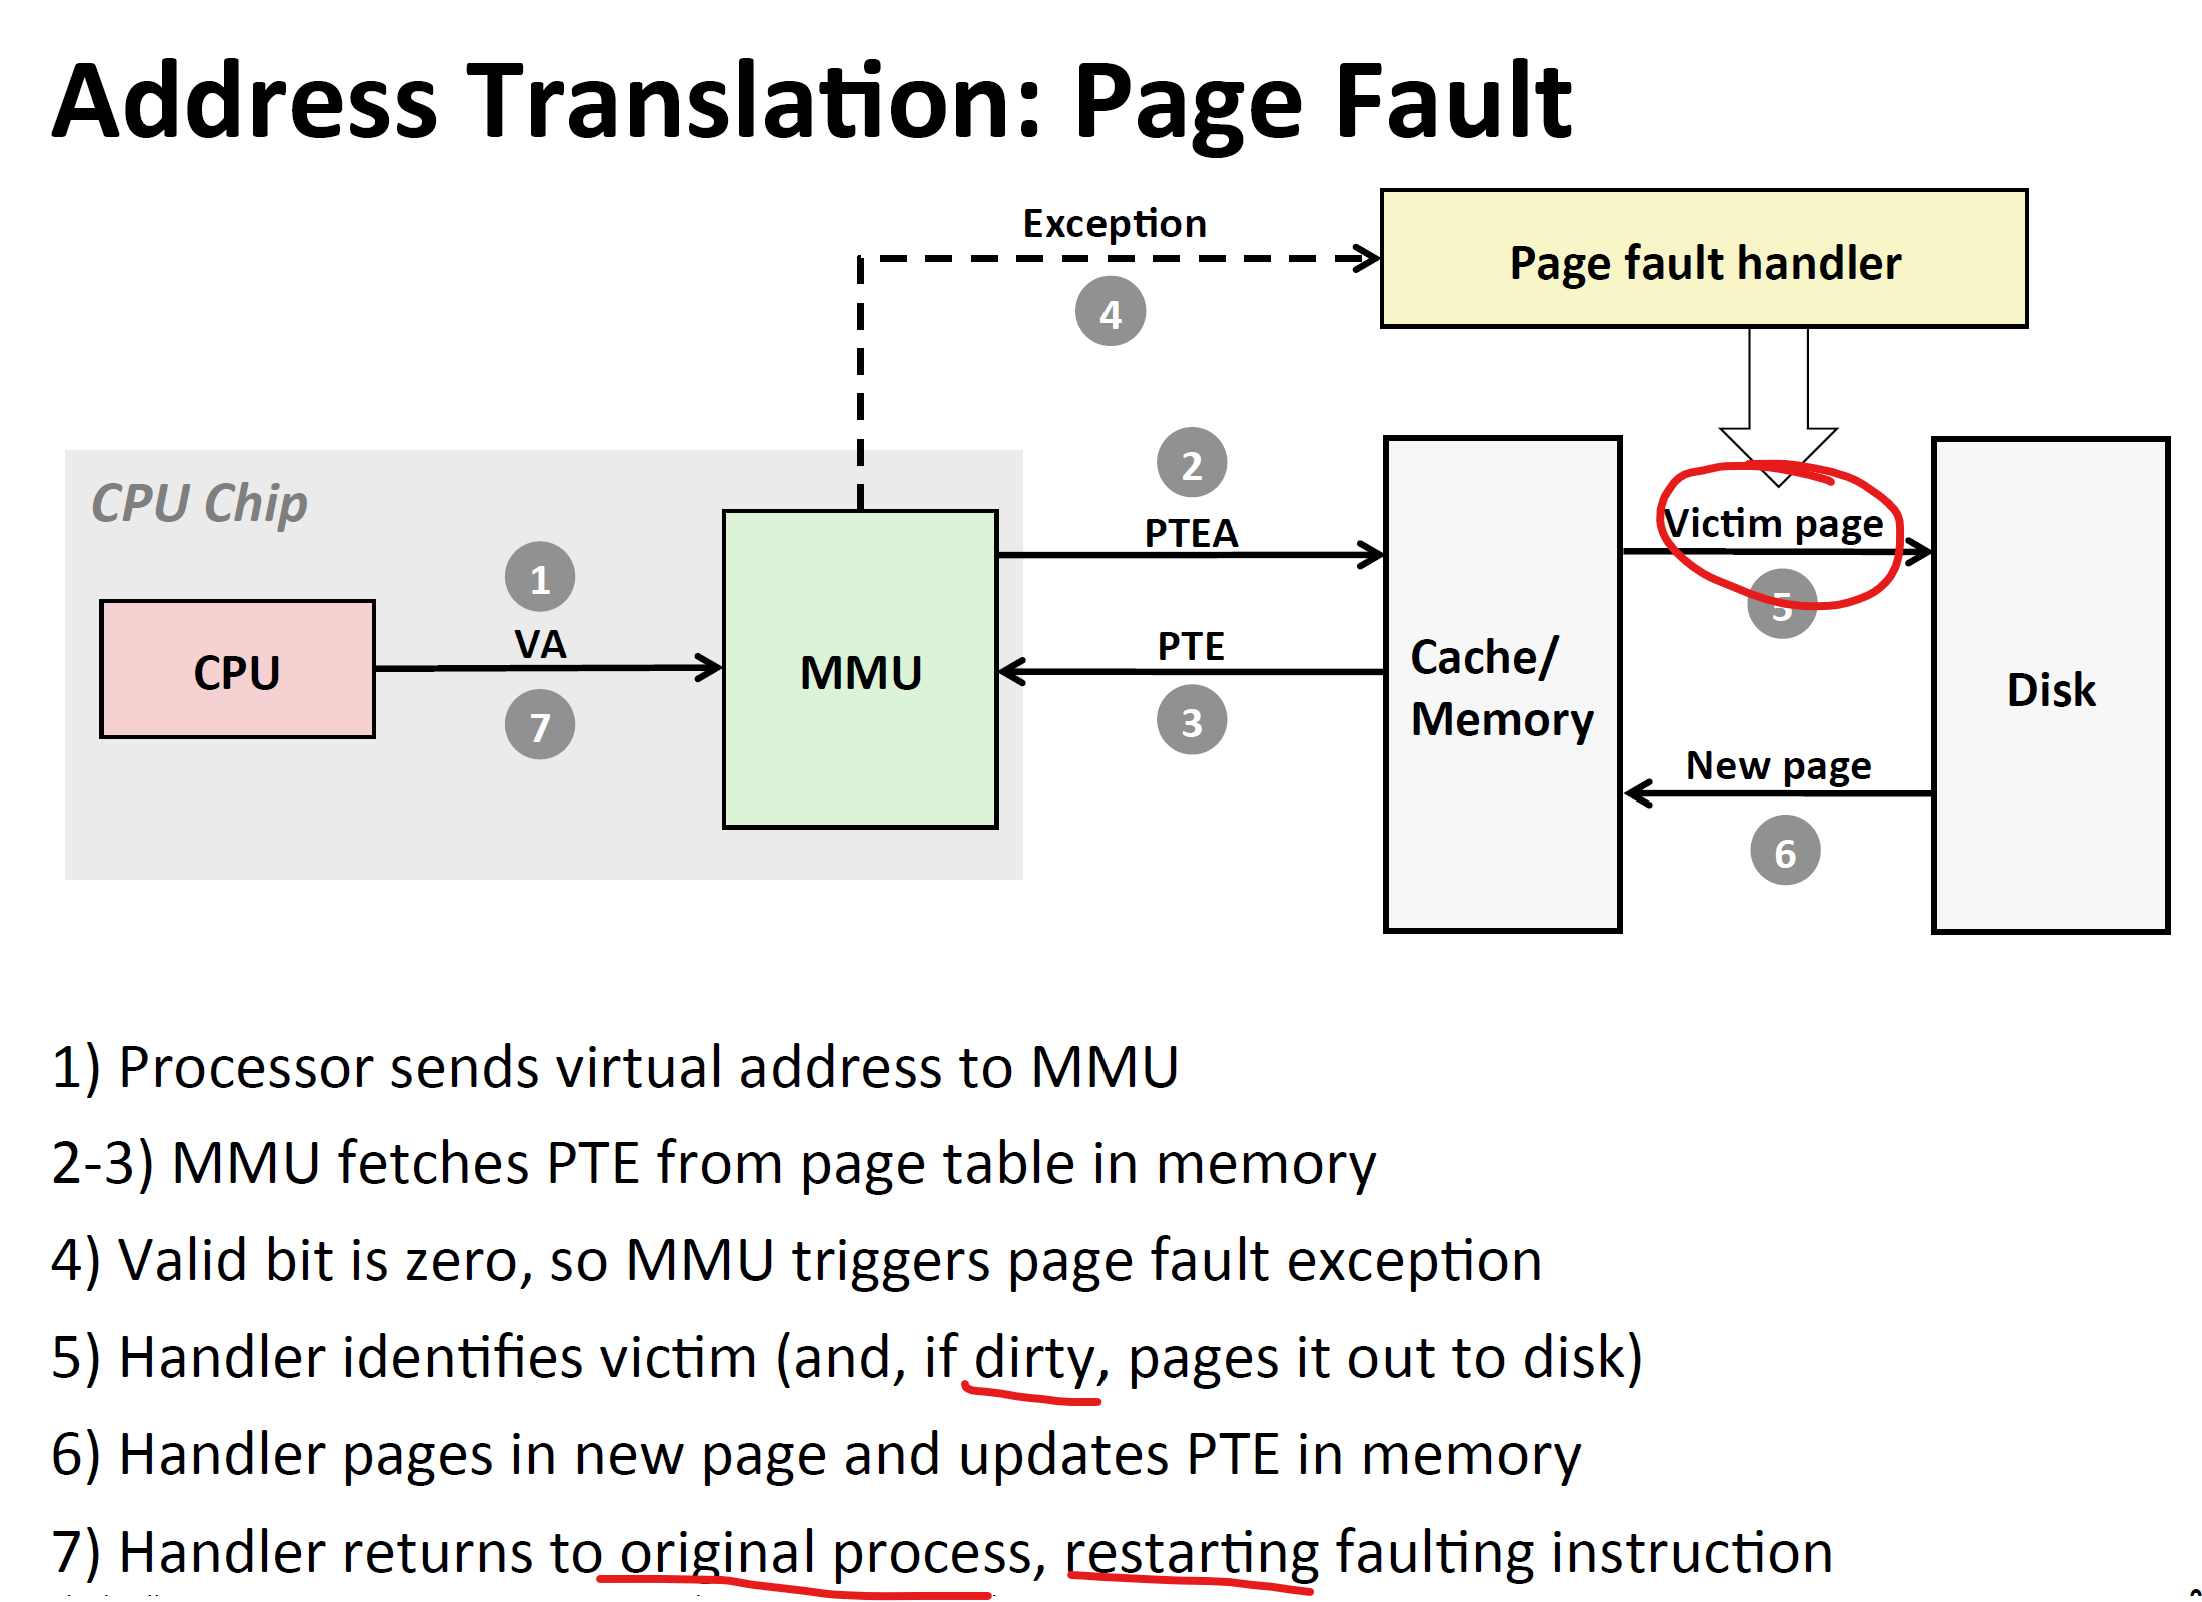 Address Translation: Page Fault
Exception
Page fault handler
4
2
CPU Chip
PTEA
Victim page
1
5
VA
PTE
Cache/
Memory
CPU
MMU
Disk
7
3
New page
6
1) Processor sends virtual address to MMU
2-3) MMU fetches PTE from page table in memory
4) Valid bit is zero, so MMU triggers page fault exception
5) Handler identifies victim (and, if dirty, pages it out to disk)
6) Handler pages in new page and updates PTE in memory
7) Handler returns to original process, restarting faulting instruction